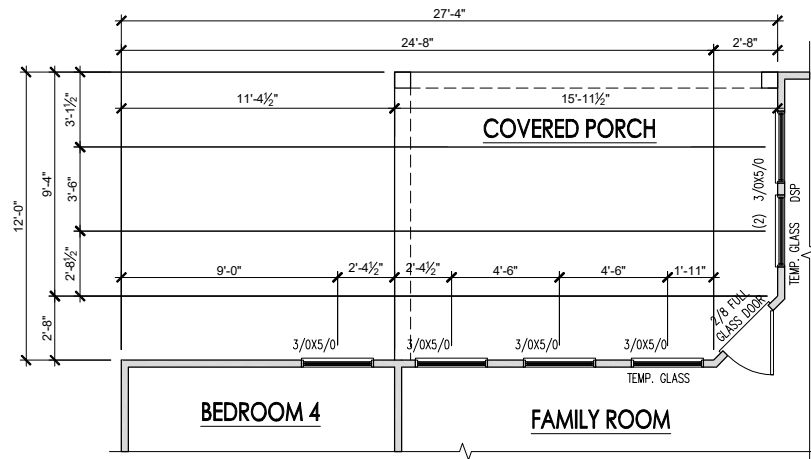 27'-4"
24'-8"
2'-8"
11'-4½"
15'-11½"
COVERED PORCH
12'-0"
9'-4"
3'-1½"
3'-6"
2'-8½"
2'-8"
(2) 3/0X5/0
TEMP. GLASS DSP
9'-0"
2'-4½"
2'-4½"
4'-6"
4'-6"
1'-11"
2/8 FULL
GLASS DOOR
3/0X5/0
3/0X5/0
3/0X5/0
3/0X5/0
TEMP. GLASS
BEDROOM 4
FAMILY ROOM